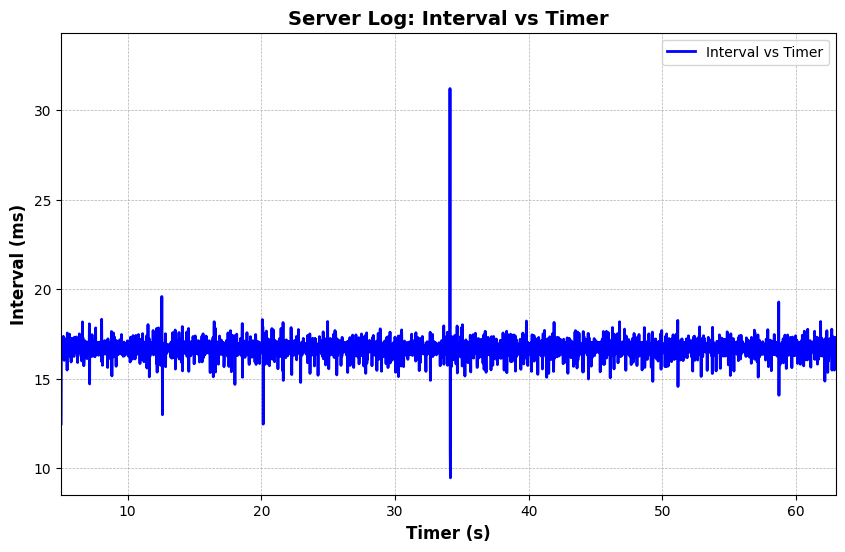 Server Log: Interval vs Timer
Interval vs Timer
Interval (ms)
30
25
20
15
10
10 20 30 40 50 60
Timer (s)